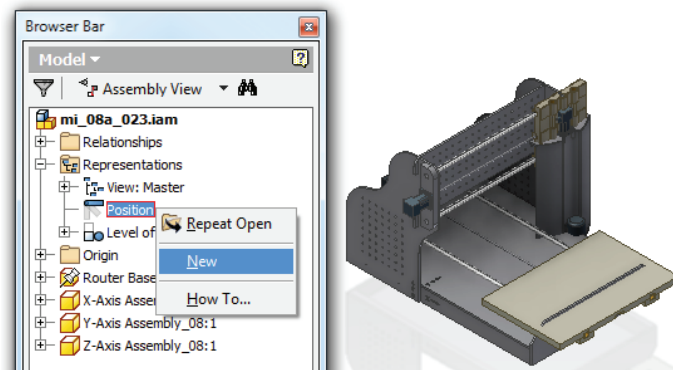 Browser Bar
Model
Assembly View
mi_08a_023.iam
Relationships
Representations
View: Master
Position
Repeat Open
Level of
New
Origin
Router Base
How To...
X-Axis Asse
Y-Axis Assembly_08:1
Z-Axis Assembly_08:1